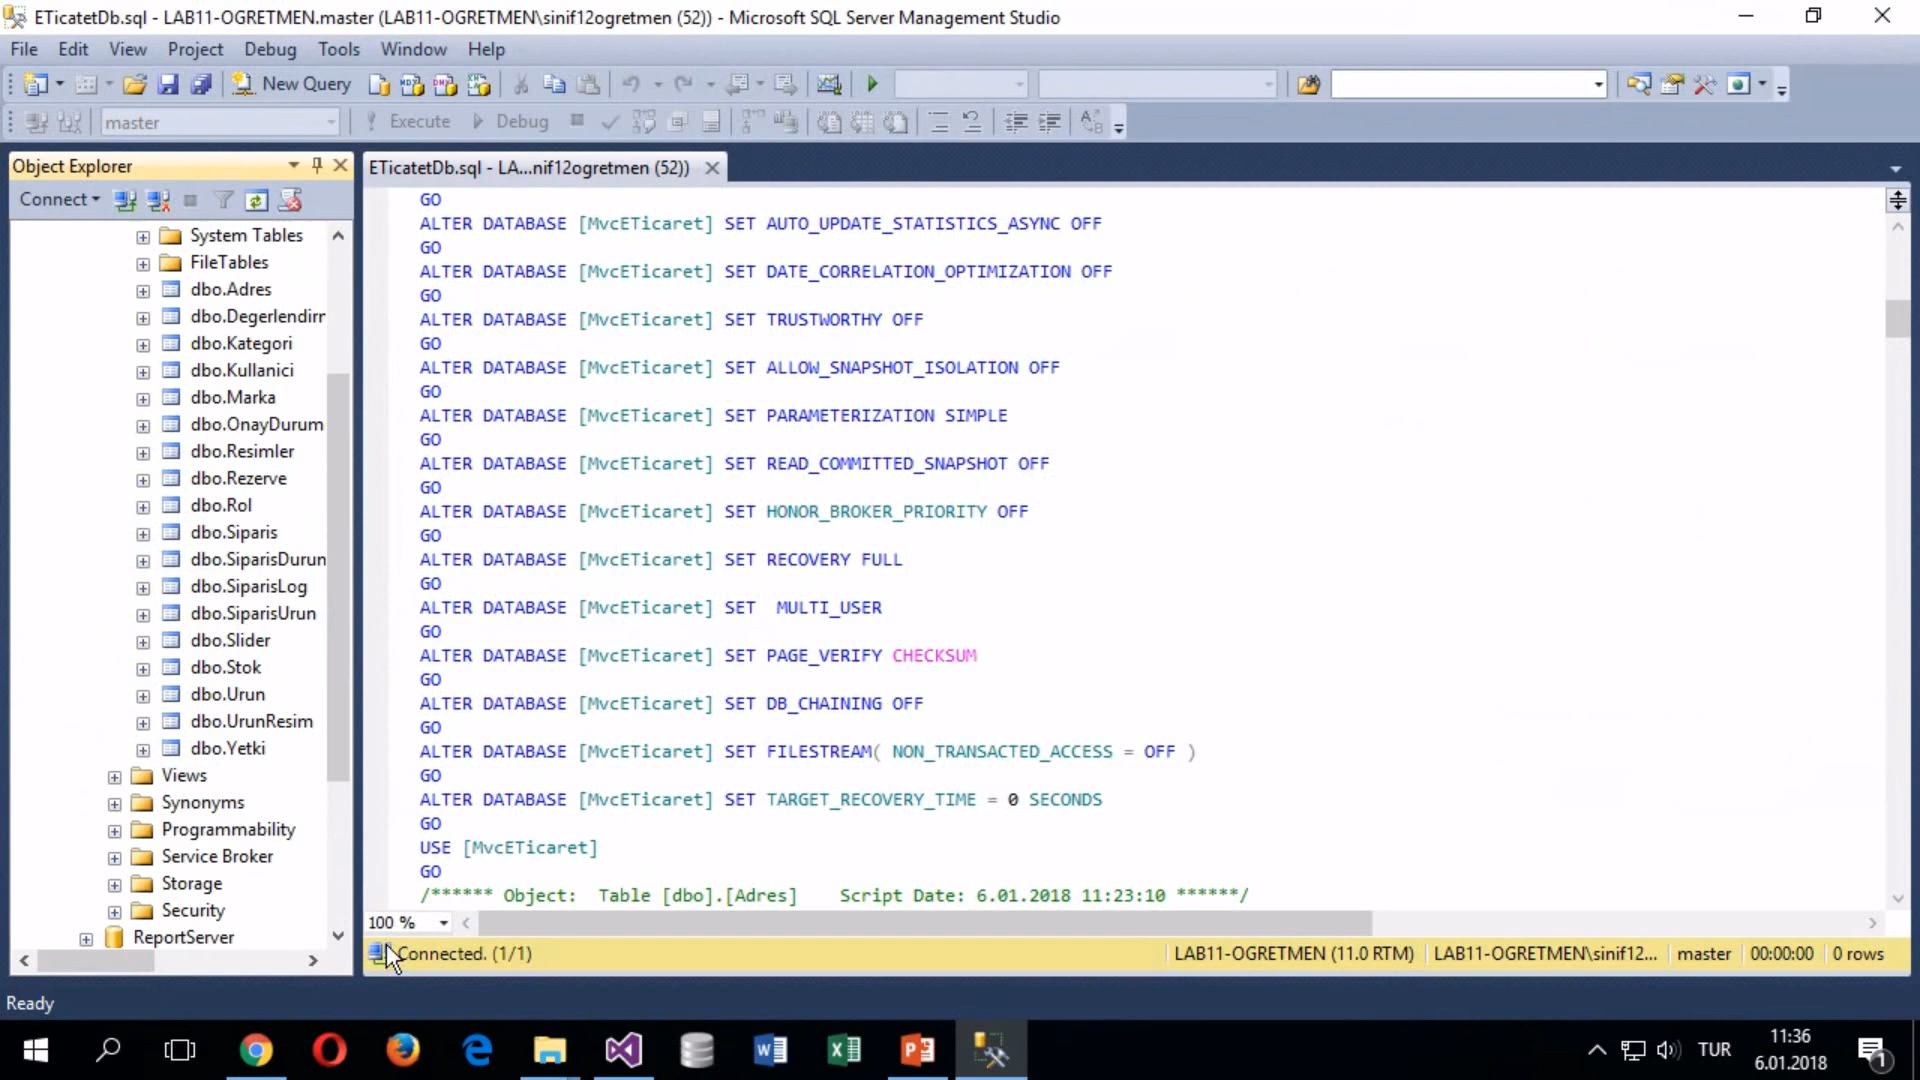 ETicatetDb.sql - LAB11-OGRETMEN.master (LAB11-OGRETMEN\sinif12ogretmen (52)) - Microsoft SQL Server Management Studio
File Edit View Project Debug Tools Window Help
New Query
master Execute Debug
Object Explorer
ETicatetDb.sql - LA...nif12ogretmen (52))
Connect
System Tables
FileTables
dbo.Adres
dbo.Degerlendirr
dbo.Kategori
dbo.Kullanici
dbo.Marka
dbo.OnayDurum
dbo.Resimler
dbo.Rezerve
dbo.Rol
dbo.Siparis
dbo.SiparisDurun
dbo.SiparisLog
dbo.SiparisUrun
dbo.Slider
dbo.Stok
dbo.Urun
dbo.UrunResim
dbo.Yetki
Views
Synonyms
Programmability
Service Broker
Storage
Security
ReportServer
GO
ALTER DATABASE [MvcETicaret] SET AUTO_UPDATE_STATISTICS_ASYNC OFF
GO
ALTER DATABASE [MvcETicaret] SET DATE_CORRELATION_OPTIMIZATION OFF
GO
ALTER DATABASE [MvcETicaret] SET TRUSTWORTHY OFF
GO
ALTER DATABASE [MvcETicaret] SET ALLOW_SNAPSHOT_ISOLATION OFF
GO
ALTER DATABASE [MvcETicaret] SET PARAMETERIZATION SIMPLE
GO
ALTER DATABASE [MvcETicaret] SET READ_COMMITTED_SNAPSHOT OFF
GO
ALTER DATABASE [MvcETicaret] SET HONOR_BROKER_PRIORITY OFF
GO
ALTER DATABASE [MvcETicaret] SET RECOVERY FULL
GO
ALTER DATABASE [MvcETicaret] SET  MULTI_USER
GO
ALTER DATABASE [MvcETicaret] SET PAGE_VERIFY CHECKSUM
GO
ALTER DATABASE [MvcETicaret] SET DB_CHAINING OFF
GO
ALTER DATABASE [MvcETicaret] SET FILESTREAM( NON_TRANSACTED_ACCESS = OFF )
GO
ALTER DATABASE [MvcETicaret] SET TARGET_RECOVERY_TIME = 0 SECONDS
GO
USE [MvcETicaret]
GO
/****** Object:  Table [dbo].[Adres]    Script Date: 6.01.2018 11:23:10 ******/
100 %
Connected. (1/1) LAB11-OGRETMEN (11.0 RTM) LAB11-OGRETMEN\sinif12... master 00:00:00 0 rows
Ready
TUR 11:36
6.01.2018
1